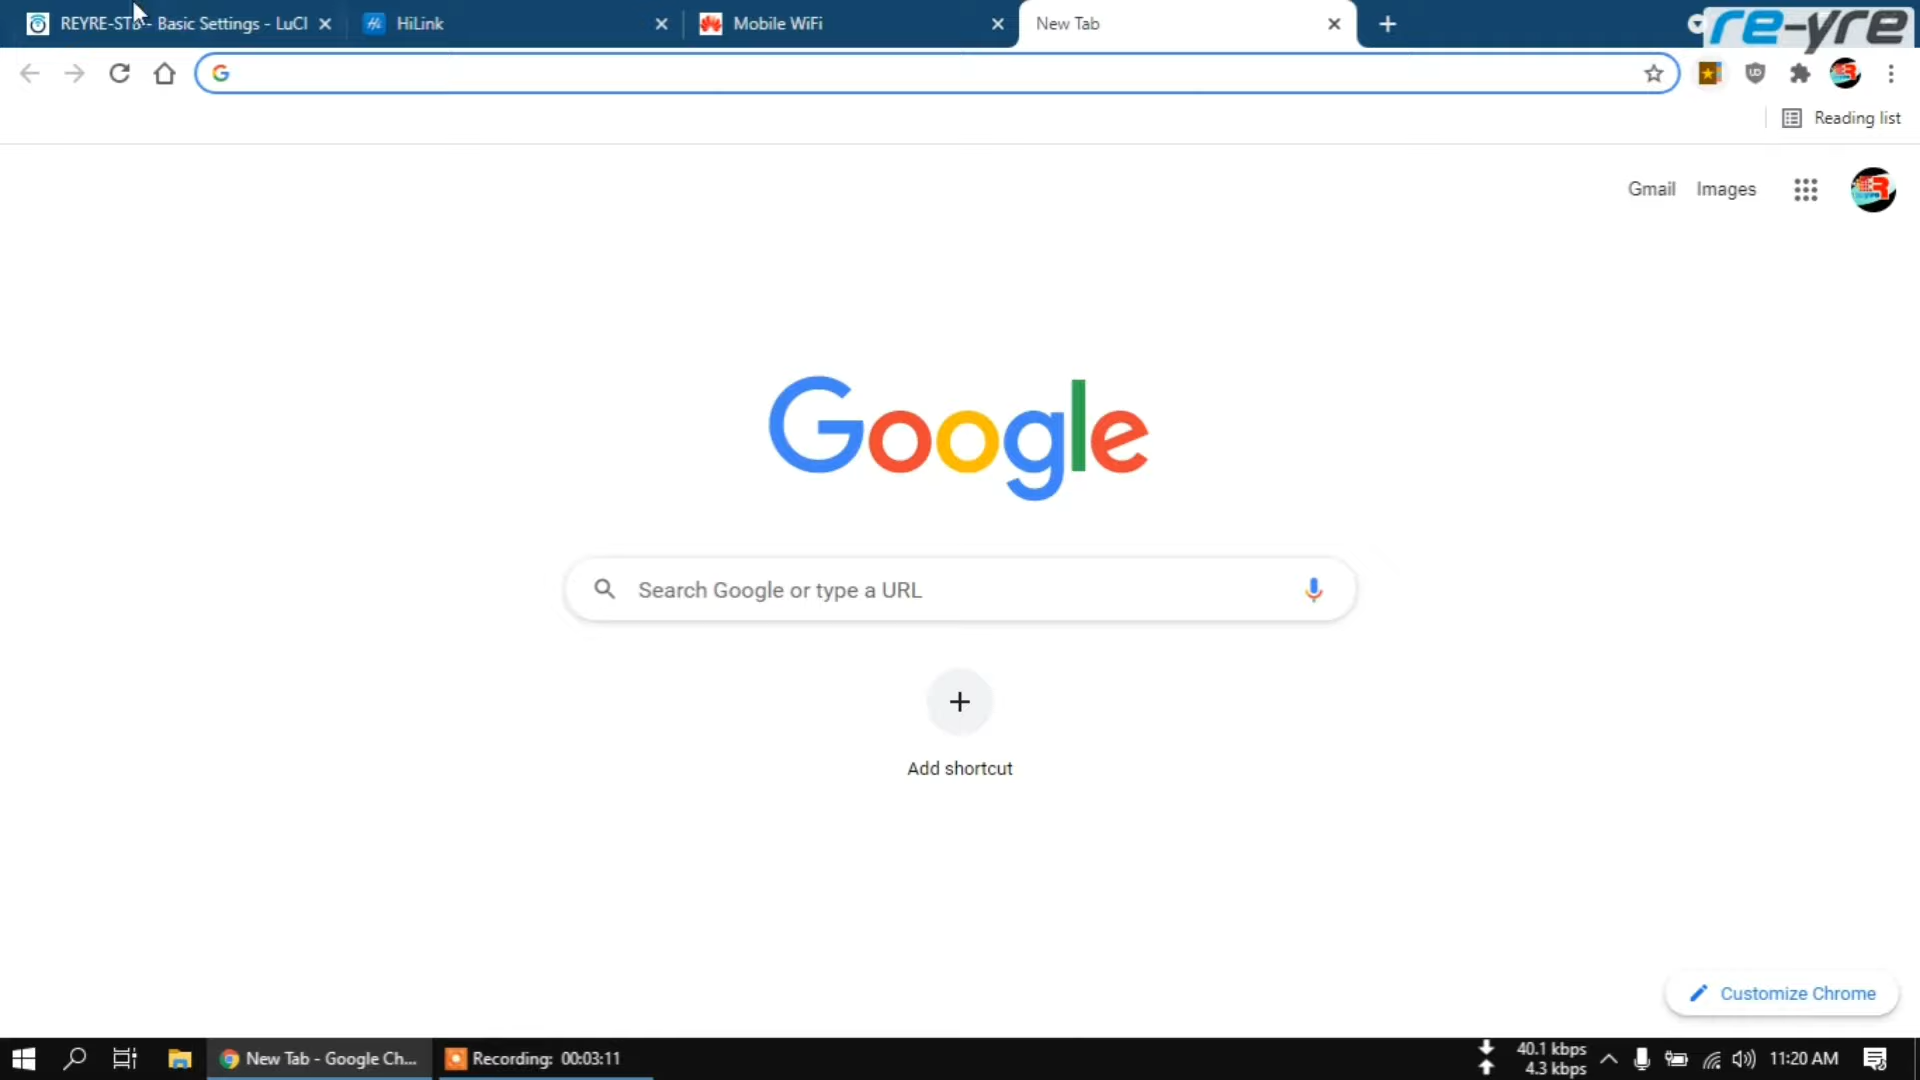 REYRE-STB - Basic Settings - LuCI
HiLink
Mobile WiFi
New Tab
re-yre
Reading list
Gmail Images
Google
Search Google or type a URL
Add shortcut
Customize Chrome
New Tab - Google Ch...
Recording: 00:03:11
40.1 kbps
4.3 kbps
11:20 AM